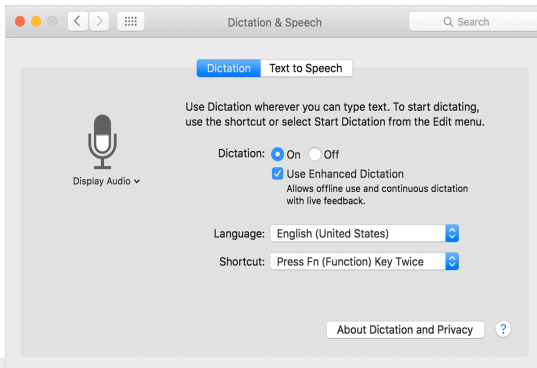 Dictation & Speech
Search
Dictation Text to Speech
Use Dictation wherever you can type text. To start dictating,
use the shortcut or select Start Dictation from the Edit menu.
Display Audio
Dictation: On Off
Use Enhanced Dictation
Allows offline use and continuous dictation
with live feedback.
Language: English (United States)
Shortcut: Press Fn (Function) Key Twice
About Dictation and Privacy ?